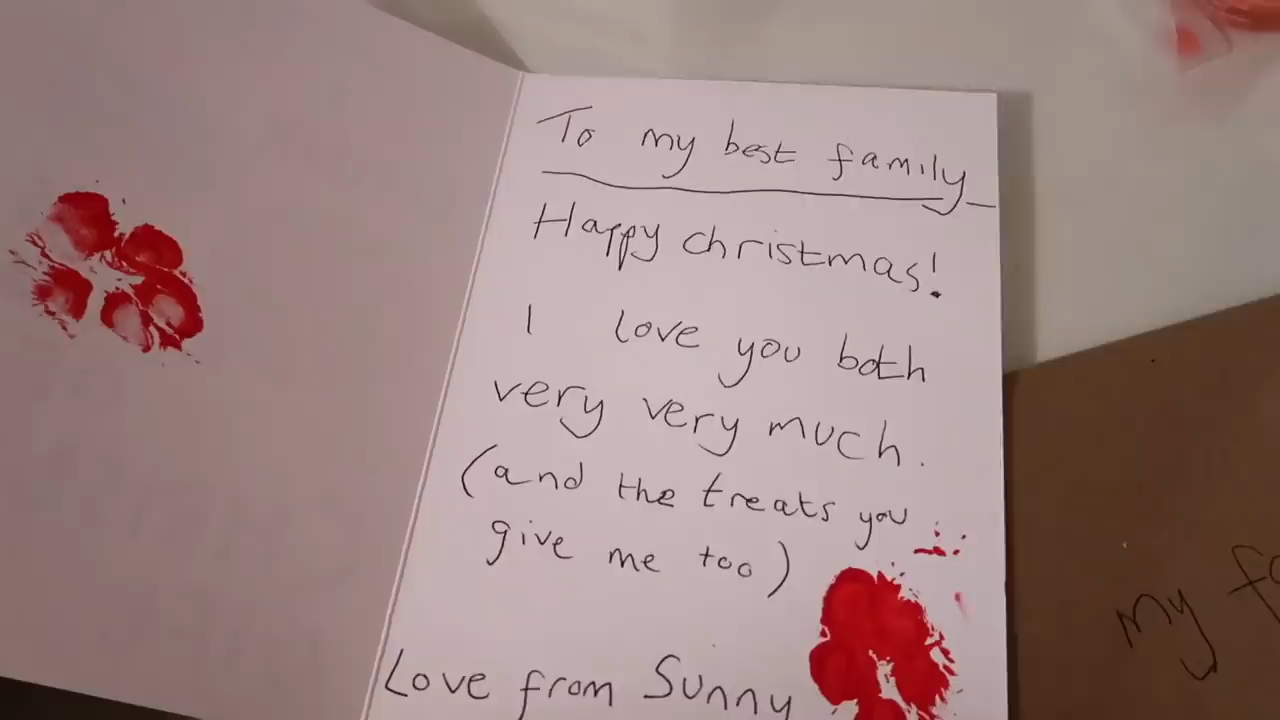 To my best family
Happy christmas!
I love you both
very very much.
(and the treats you
give me too)
Love from Sunny
my